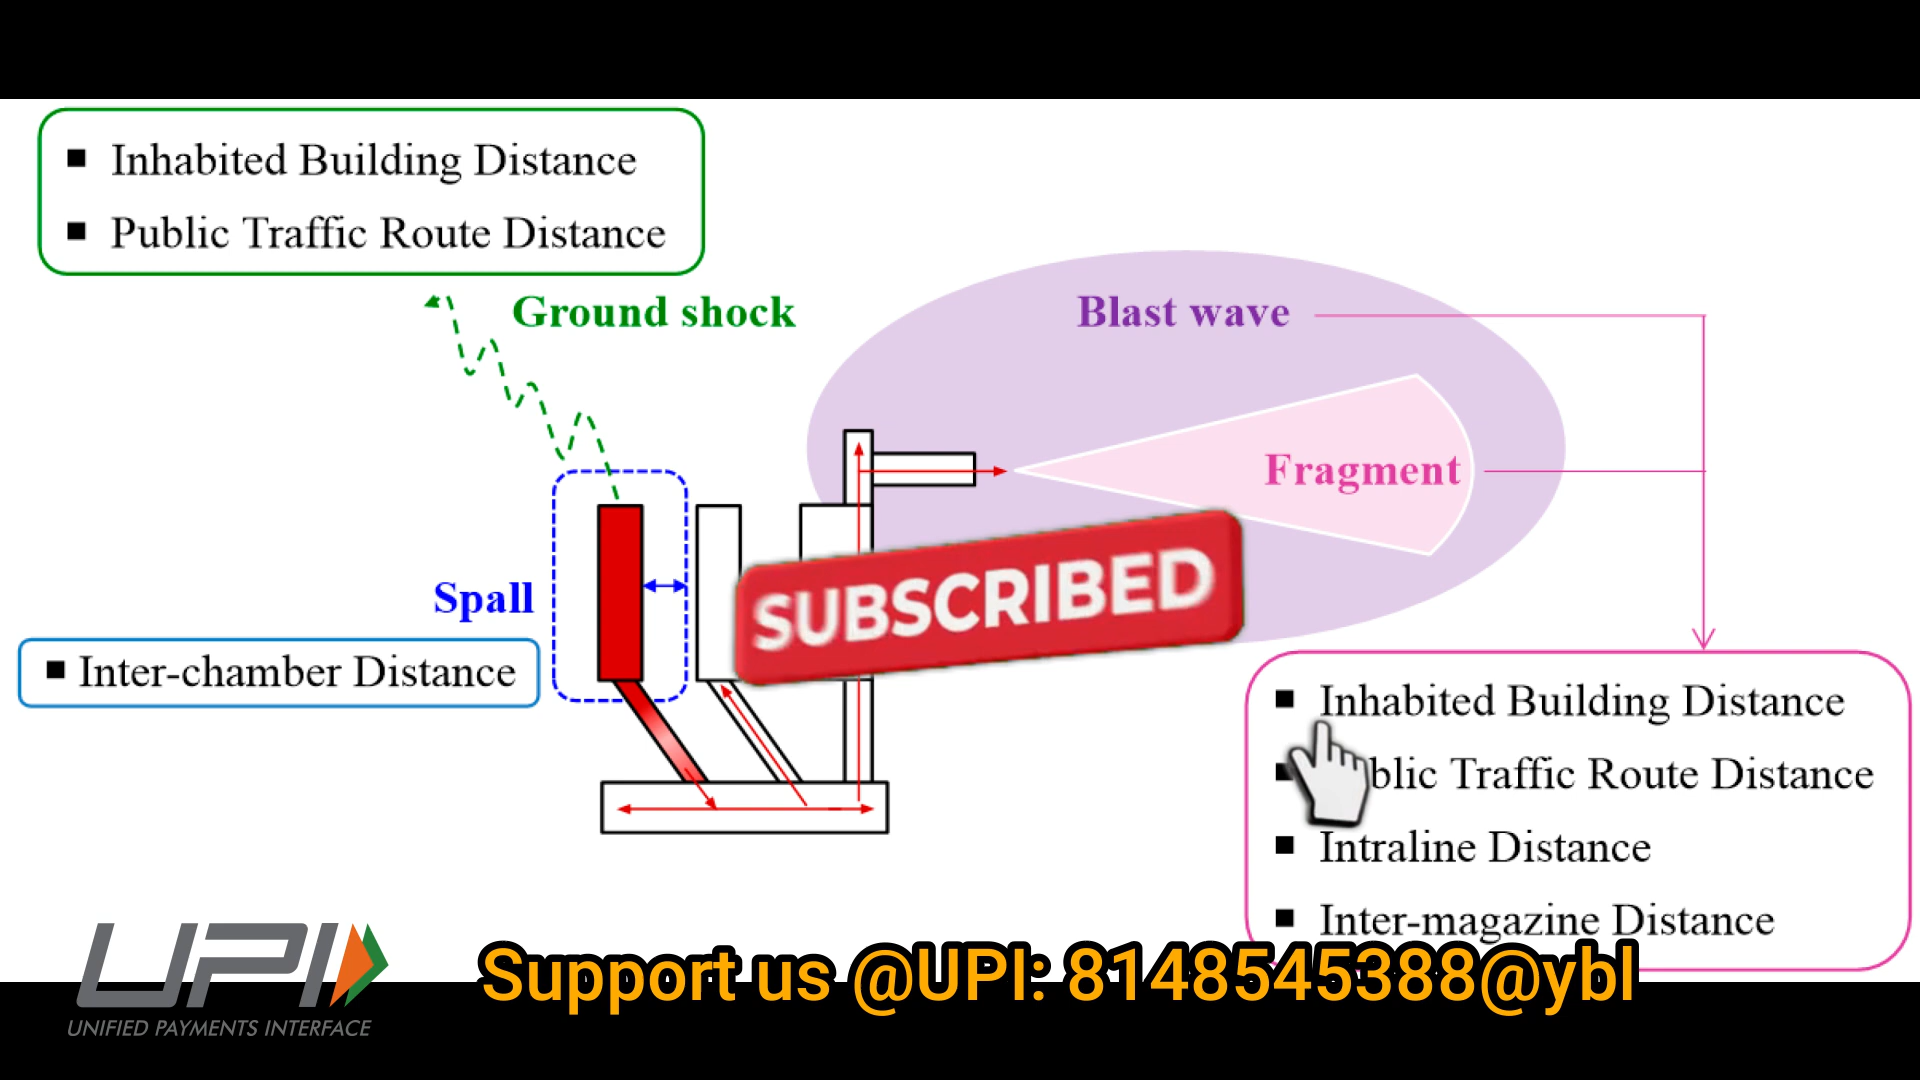 ■ Inhabited Building Distance
■ Public Traffic Route Distance
Ground shock
Blast wave
Fragment
Spall
■ Inter-chamber Distance
SUBSCRIBED
■ Inhabited Building Distance
Traffic Route Distance
■ Intraline Distance
■ Inter-magazine Distance
UPI
UNIFIED PAYMENTS INTERFACE
Support us @UPI: 8148545388@ybl